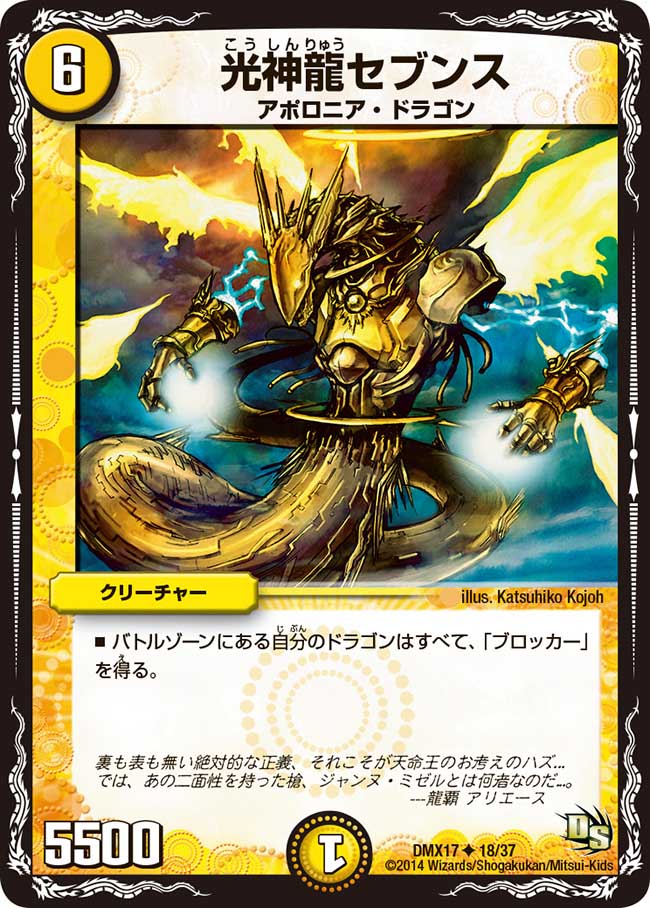 6
こうしんりゅう
光神龍セブンス
アポロニア・ドラゴン
クリーチャー
illus. Katsuhiko Kojoh
じぶん
■ バトルゾーンにある自分のドラゴンはすべて、「ブロッカー」
え
を得る。
裏も表も無い絶対的な正義、それこそが天命王のお考えのハズ...
では、あの二面性を持った槍、ジャンヌ・ミゼルとは何者なのだ...。
---龍覇 アリエース
5500
1
DS
DMX17 ◆ 18/37
©2014 Wizards/Shogakukan/Mitsui-Kids